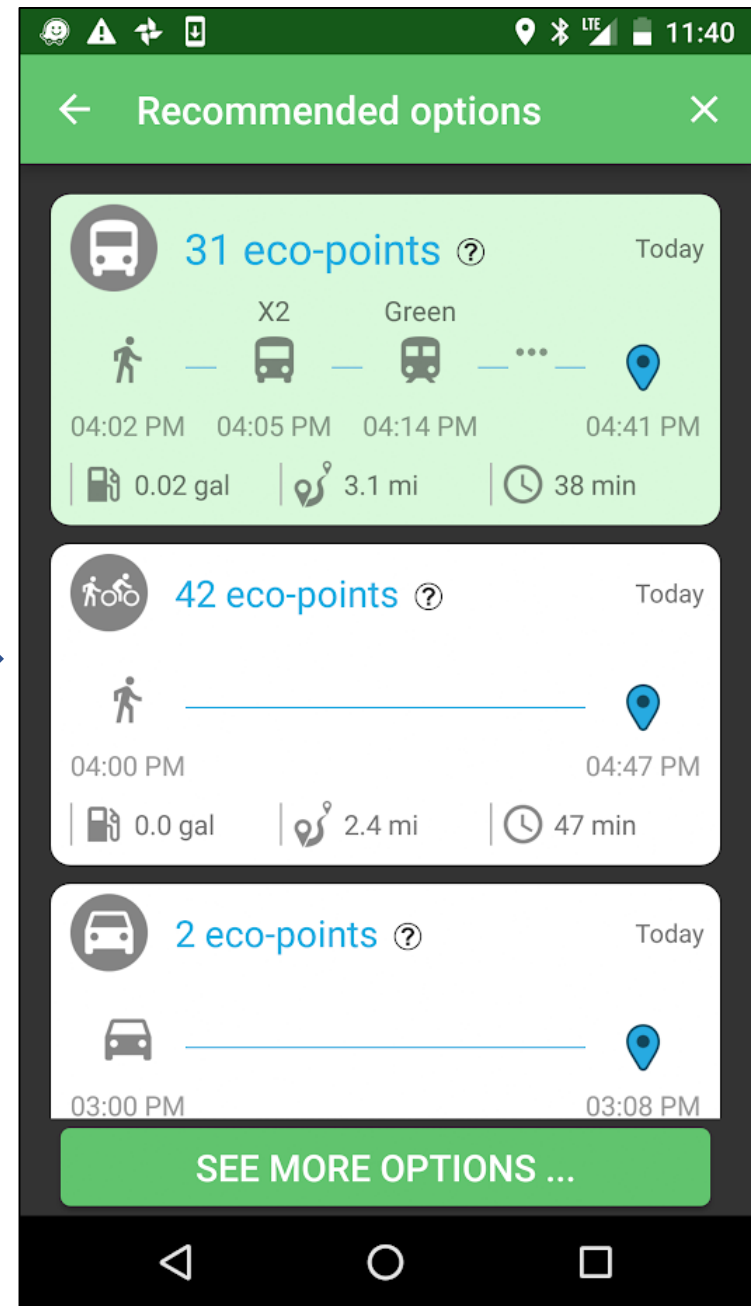 LTE 11:40
Recommended options
31 eco-points ? Today
X2 Green
04:02 PM 04:05 PM 04:14 PM 04:41 PM
0.02 gal 3.1 mi 38 min
42 eco-points ? Today
04:00 PM 04:47 PM
0.0 gal 2.4 mi 47 min
2 eco-points ? Today
03:00 PM 03:08 PM
SEE MORE OPTIONS ...